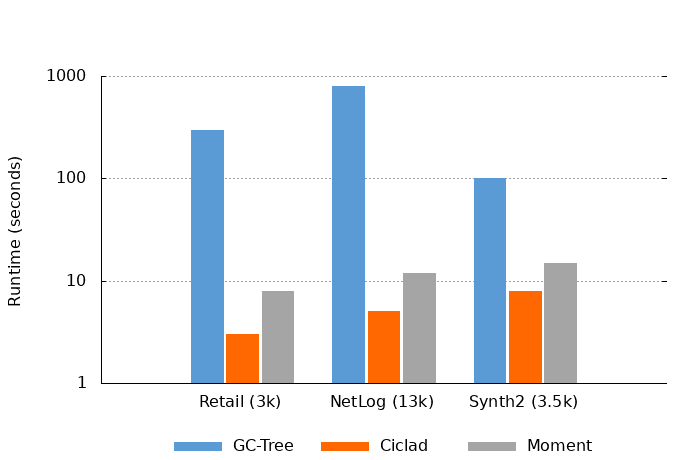 1000
100
10
1
Runtime (seconds)
Retail (3k) NetLog (13k) Synth2 (3.5k)
GC-Tree Ciclad Moment